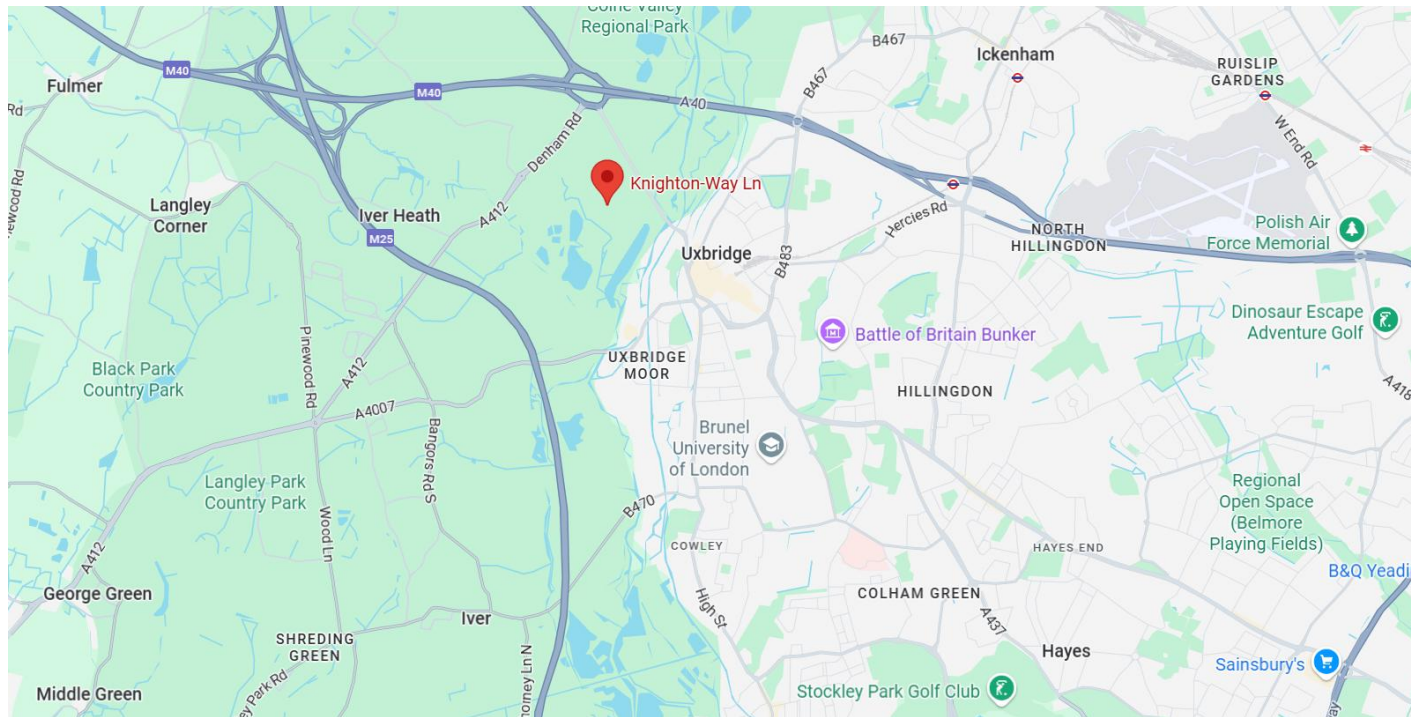 Colne Valley
Regional Park
B467
Ickenham
RUISLIP
GARDENS
M40
Fulmer
M40
B467
A40
Rd
W End Rd
Denham Rd
Knighton-Way Ln
Langley
Corner
Iver Heath
A412
M25
Hercies Rd
NORTH
HILLINGDON
Polish Air
Force Memorial
Uxbridge
B483
Pinewood Rd
Dinosaur Escape
Adventure Golf
Battle of Britain Bunker
UXBRIDGE
MOOR
Black Park
Country Park
A412
HILLINGDON
A4007
Bangors Rd S
Brunel
University
of London
Langley Park
Country Park
Wood Ln
B470
Regional
Open Space
(Belmore
Playing Fields)
A412
COWLEY
HAYES END
B&Q Yeadi
George Green
COLHAM GREEN
High St
Iver
A437
SHREDING
GREEN
Hayes
Sainsbury's
Middle Green
Stockley Park Golf Club